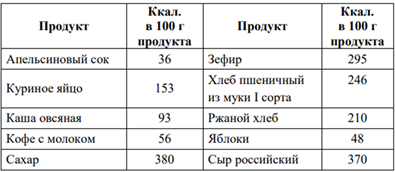 Продукт Ккал. в 100 г продукта Продукт Ккал. в 100 г продукта
Апельсиновый сок 36 Зефир 295
Куриное яйцо 153 Хлеб пшеничный из муки I сорта 246
Каша овсяная 93 Ржаной хлеб 210
Кофе с молоком 56 Яблоки 48
Сахар 380 Сыр российский 370